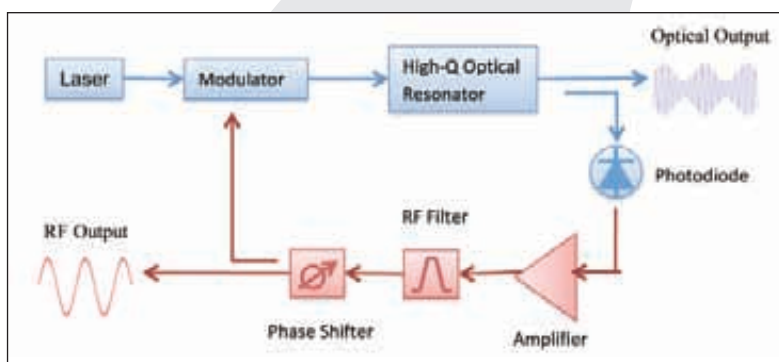 Optical Output
Laser
Modulator
High-Q Optical
Resonator
Photodiode
RF Filter
RF Output
Phase Shifter
Amplifier